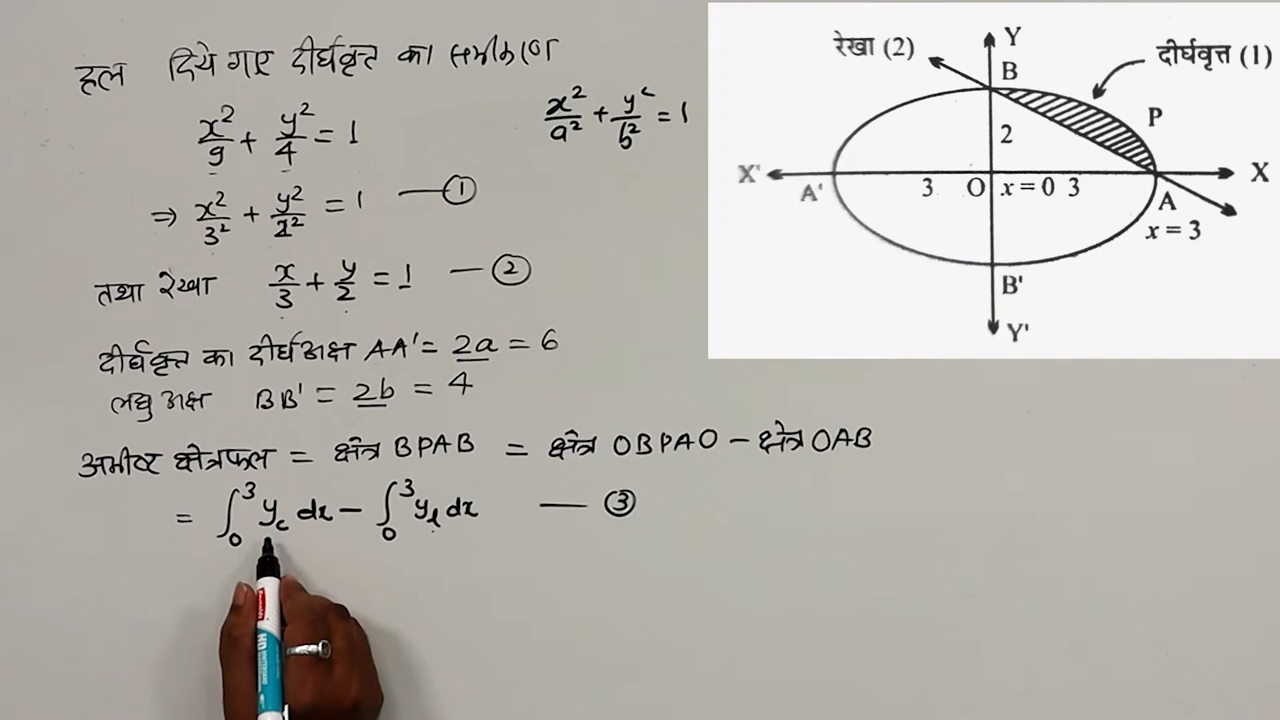 हल दिये गए दीर्घवृत्त का समीकरण
x²/9 + y²/4 = 1
x²/a² + y²/b² = 1
⇒ x²/3² + y²/2² = 1 — ①
तथा रेखा x/3 + y/2 = 1 — ②
दीर्घवृत्त का दीर्घ अक्ष AA' = 2a = 6
लघु अक्ष BB' = 2b = 4
अभीष्ट क्षेत्रफल = क्षेत्र BPAB = क्षेत्र OBPAO – क्षेत्र OAB
= ∫₀³ y_c dx – ∫₀³ y_l dx — ③
रेखा (2)
Y
दीर्घवृत्त (1)
B
P
2
X'
X
A'
3
O
x = 0
3
A
x = 3
B'
Y'